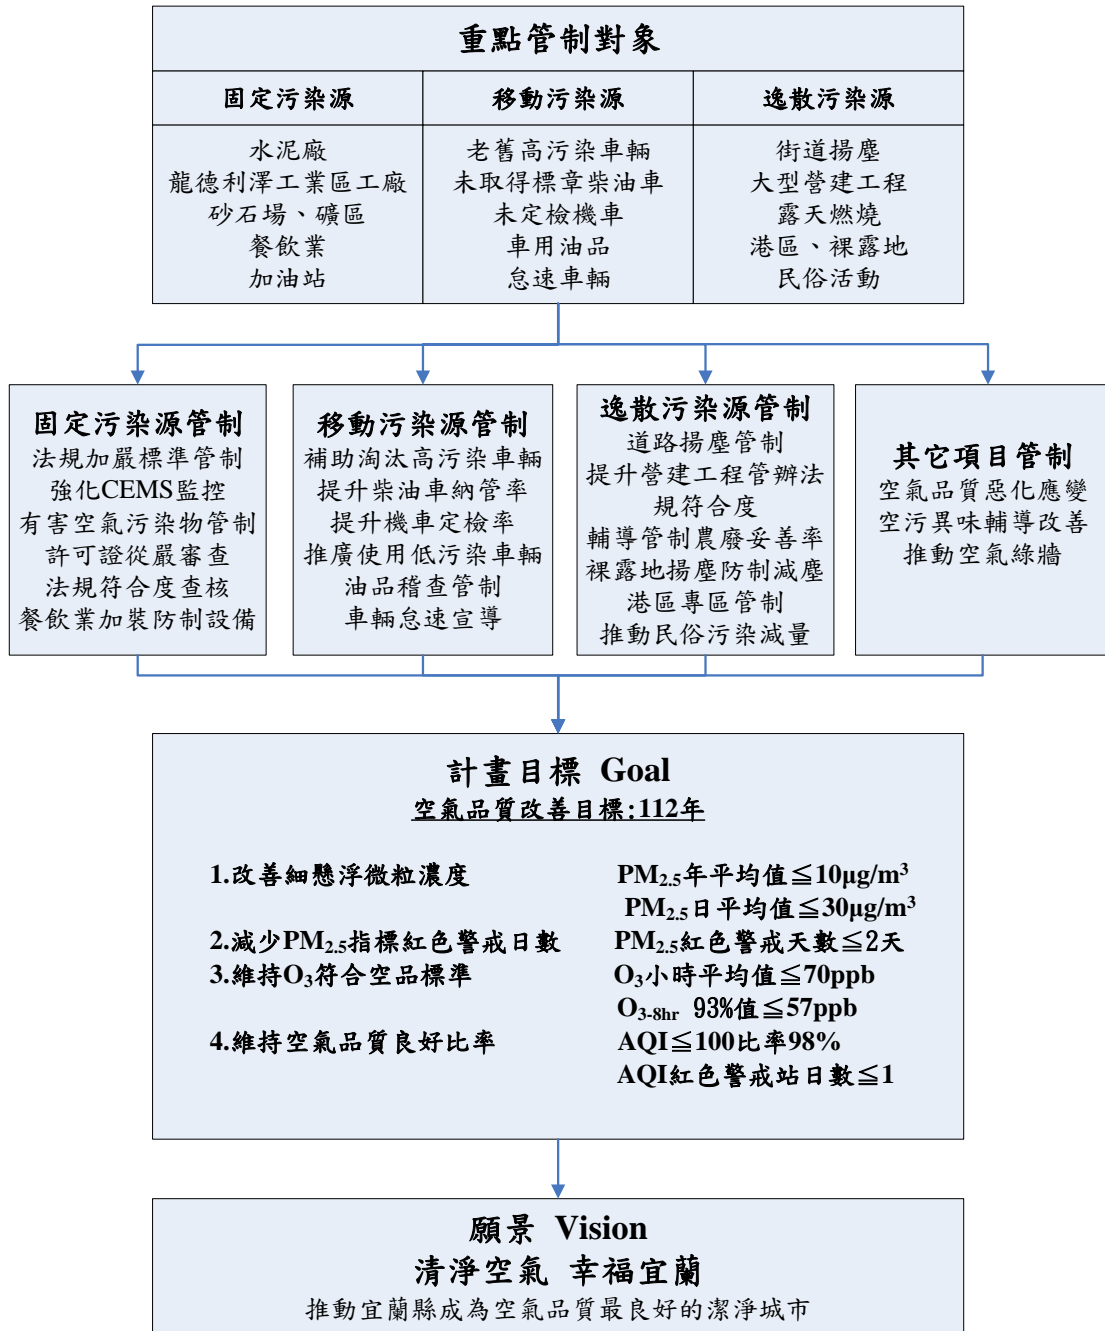 重點管制對象
固定污染源
水泥廠
龍德利澤工業區工廠
砂石場、礦區
餐飲業
加油站
移動污染源
老舊高污染車輛
未取得標章柴油車
未定檢機車
車用油品
怠速車輛
逸散污染源
街道揚塵
大型營建工程
露天燃燒
港區、裸露地
民俗活動
固定污染源管制
法規加嚴標準管制
強化CEMS監控
有害空氣污染物管制
許可證從嚴審查
法規符合度查核
餐飲業加裝防制設備
移動污染源管制
補助淘汰高污染車輛
提升柴油車納管率
提升機車定檢率
推廣使用低污染車輛
油品稽查管制
車輛怠速宣導
逸散污染源管制
道路揚塵管制
提升營建工程管辦法
規符合度
輔導管制農廢妥善率
裸露地揚塵防制減塵
港區專區管制
推動民俗污染減量
其它項目管制
空氣品質惡化應變
空污異味輔導改善
推動空氣綠牆
計畫目標 Goal
空氣品質改善目標:112年
1.改善細懸浮微粒濃度 PM2.5年平均值≦10μg/m³
PM2.5日平均值≦30μg/m³
2.減少PM2.5指標紅色警戒日數 PM2.5紅色警戒天數≦2天
3.維持O3符合空品標準 O3小時平均值≦70ppb
O3-8hr 93%值≦57ppb
4.維持空氣品質良好比率 AQI≦100比率98%
AQI紅色警戒站日數≦1
願景 Vision
清淨空氣 幸福宜蘭
推動宜蘭縣成為空氣品質最良好的潔淨城市